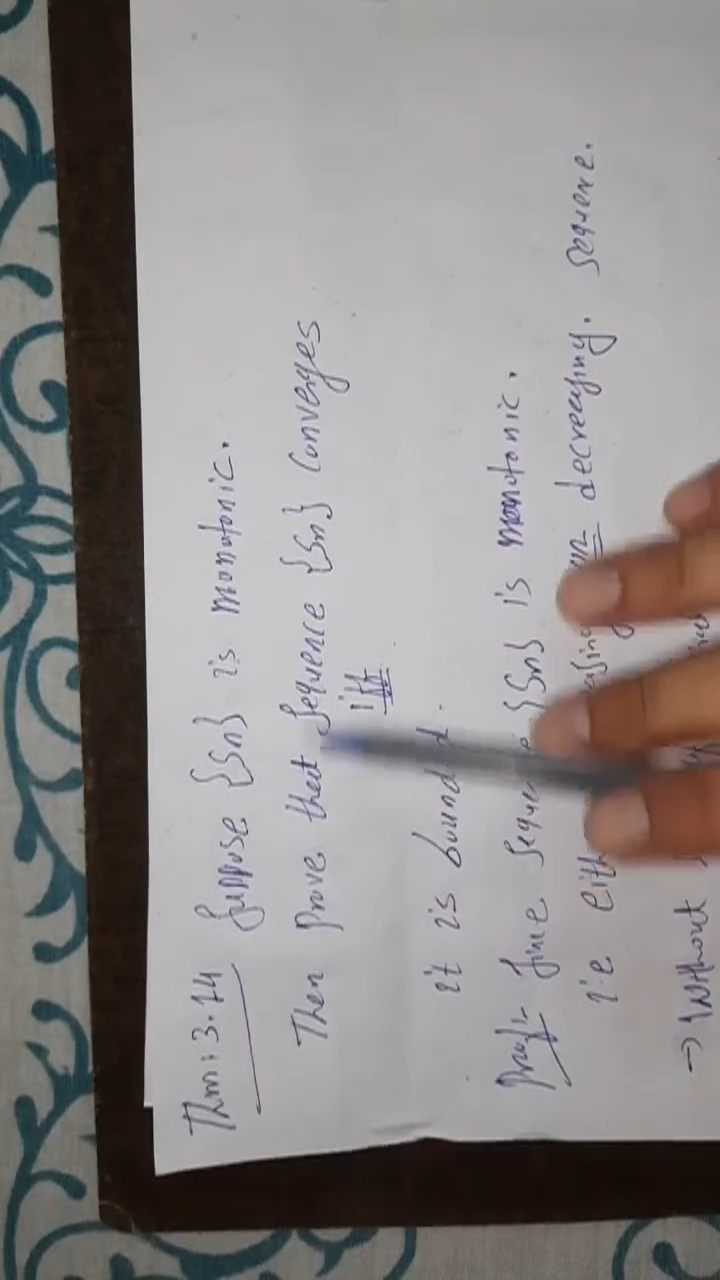 Thm: 3.14 Suppose {Sn} is monotonic.
Then prove that sequence {Sn} converges
iff
it is bounded.
Proof:- Since sequence {Sn} is monotonic.
i.e decreasing. sequence.
→ Without